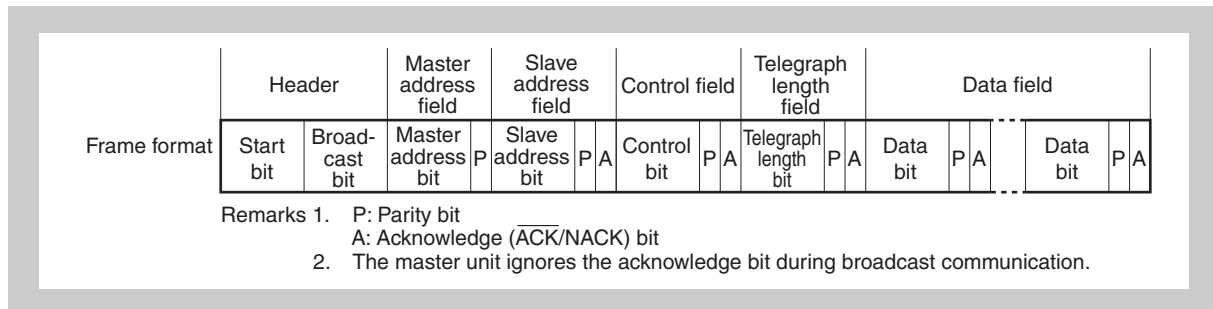 Header
Master address field
Slave address field
Control field
Telegraph length field
Data field
Frame format
Start bit
Broad-cast bit
Master address bit
P
Slave address bit
P
A
Control bit
P
A
Telegraph length bit
P
A
Data bit
P
A
Data bit
P
A
Remarks 1. P: Parity bit
A: Acknowledge (A̅C̅K̅/NACK) bit
2. The master unit ignores the acknowledge bit during broadcast communication.